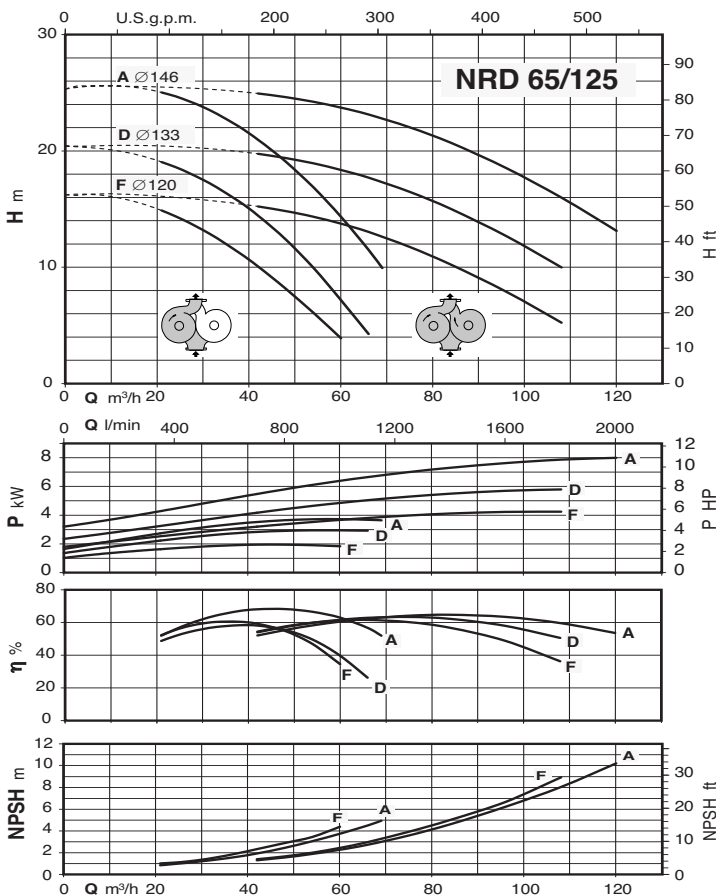 0 U.S.g.p.m. 200 300 400 500
30
20
10
0
H m
A ∅146
D ∅133
F ∅120
NRD 65/125
90
80
70
60
50
40
30
20
10
0
H ft
0 Q m³/h 20 40 60 80 100 120
0 Q l/min 400 800 1200 1600 2000
8
6
4
2
0
P kW
A
D
F
A
D
F
12
10
8
6
4
2
0
P HP
80
60
40
20
0
η %
A
F
D
A
D
F
12
10
8
6
4
2
0
NPSH m
F
A
F
A
30
20
10
0
NPSH ft
0 Q m³/h 20 40 60 80 100 120